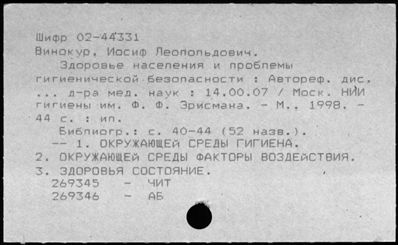 Шифр 02-44331
Винокур, Иосиф Леопольдович.
Здоровье населения и проблемы
гигиенической безопасности : Автореф. дис.
... д-ра мед. наук : 14.00.07 / Моск. НИИ
гигиены им. Ф. Ф. Эрисмана. - М., 1998. -
44 с. : ил.
Библиогр.: с. 40-44 (52 назв.).
-- 1. ОКРУЖАЮЩЕЙ СРЕДЫ ГИГИЕНА.
2. ОКРУЖАЮЩЕЙ СРЕДЫ ФАКТОРЫ ВОЗДЕЙСТВИЯ.
3. ЗДОРОВЬЯ СОСТОЯНИЕ.
269345 - ЧИТ
269346 - АБ